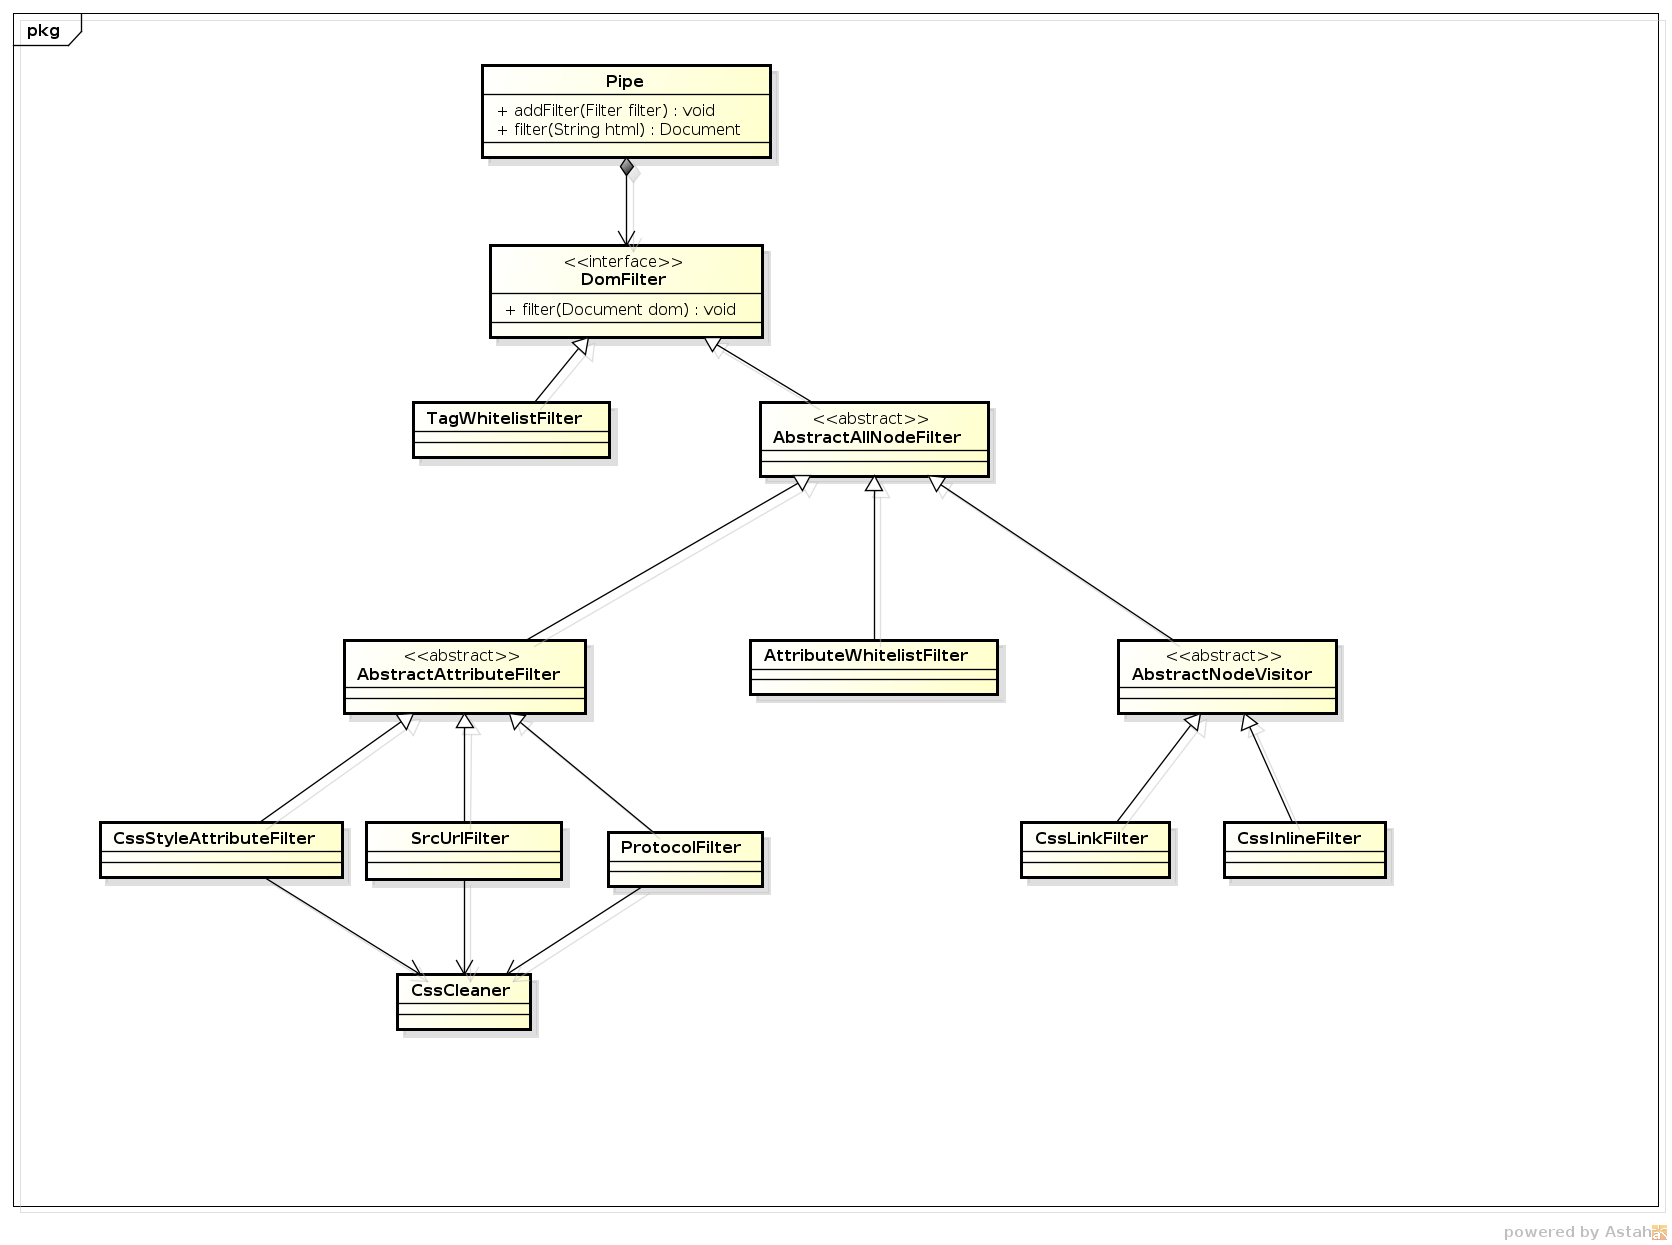 pkg
Pipe
+ addFilter(Filter filter) : void
+ filter(String html) : Document
<<interface>>
DomFilter
+ filter(Document dom) : void
TagWhitelistFilter
<<abstract>>
AbstractAllNodeFilter
<<abstract>>
AbstractAttributeFilter
AttributeWhitelistFilter
<<abstract>>
AbstractNodeVisitor
CssStyleAttributeFilter
SrcUrlFilter
ProtocolFilter
CssLinkFilter
CssInlineFilter
CssCleaner
powered by Astah